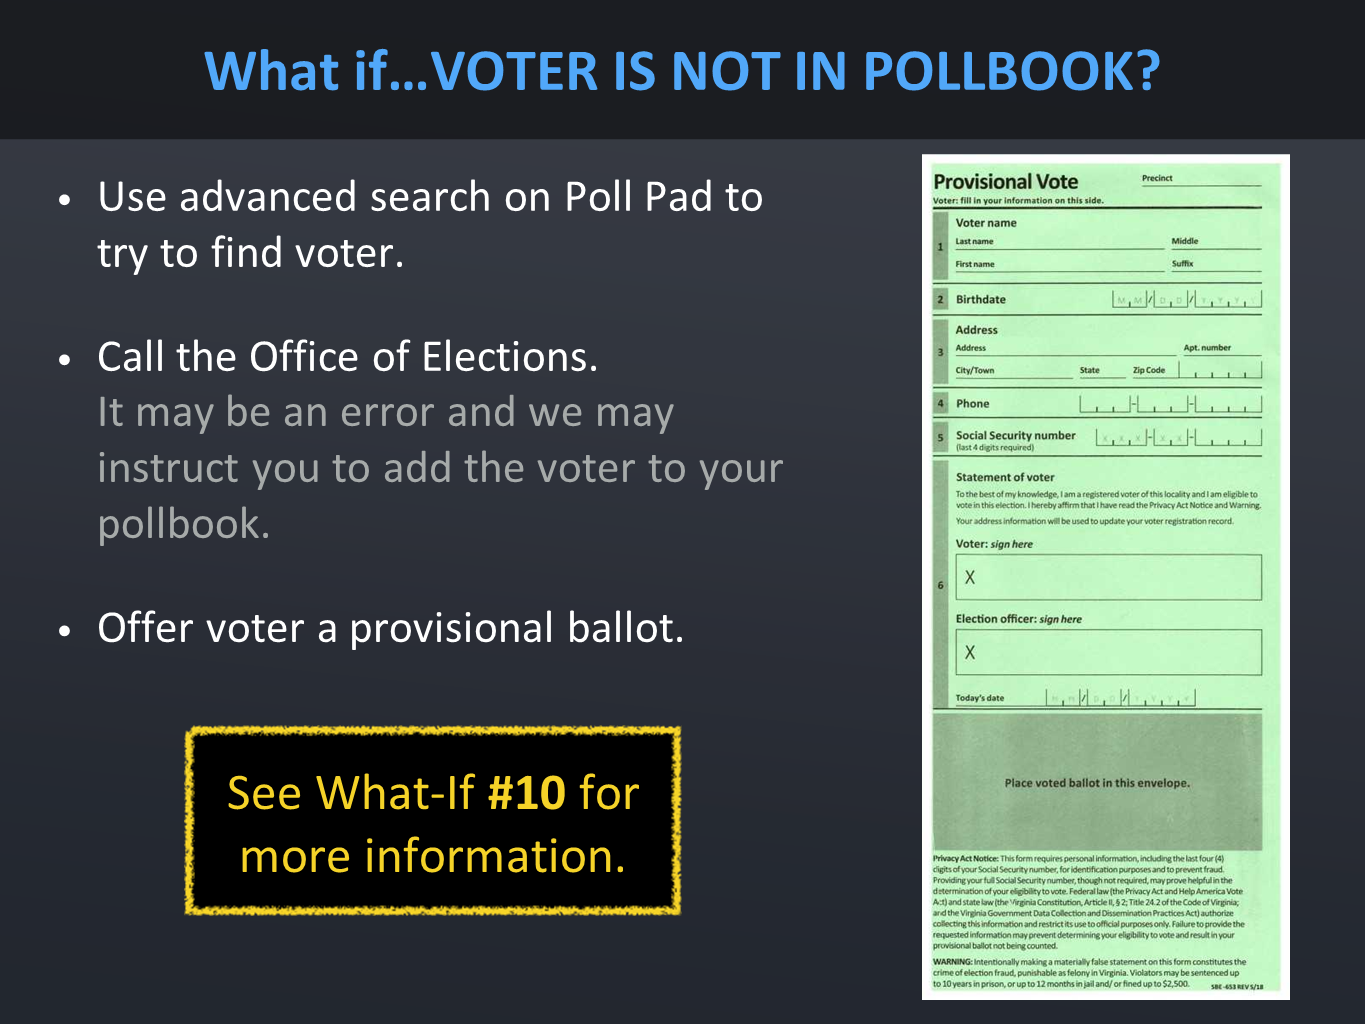 What if...VOTER IS NOT IN POLLBOOK?
• Use advanced search on Poll Pad to
try to find voter.
• Call the Office of Elections.
It may be an error and we may
instruct you to add the voter to your
pollbook.
• Offer voter a provisional ballot.
See What-If #10 for
more information.
Provisional Vote
Precinct
Voter: fill in your information on this side.
1
Voter name
Last name Middle
First name Suffix
2 Birthdate M M / D D / Y Y Y Y
3
Address
Address Apt. number
City/Town State Zip Code
4 Phone - -
5 Social Security number X X X - X X -
(last 4 digits required)
6
Statement of voter
To the best of my knowledge, I am a registered voter of this locality and I am eligible to
vote in this election. I hereby affirm that I have read the Privacy Act Notice and Warning.
Your address information will be used to update your voter registration record.
Voter: sign here
X
Election officer: sign here
X
Today's date M M / D D / Y Y Y Y
Place voted ballot in this envelope.
Privacy Act Notice: This form requires personal information, including the last four (4)
digits of your Social Security number, for identification purposes and to prevent fraud.
Providing your full Social Security number, though not required, may prove helpful in the
determination of your eligibility to vote. Federal law (the Privacy Act and Help America Vote
Act) and state law (the Virginia Constitution, Article II, § 2; Title 24.2 of the Code of Virginia;
and the Virginia Government Data Collection and Dissemination Practices Act) authorize
collecting this information and restrict its use to official purposes only. Failure to provide the
requested information may prevent determining your eligibility to vote and result in your
provisional ballot not being counted.
WARNING: Intentionally making a materially false statement on this form constitutes the
crime of election fraud, punishable as felony in Virginia. Violators may be sentenced up
to 10 years in prison, or up to 12 months in jail and/ or fined up to $2,500.
SBE -653 REV 5/18